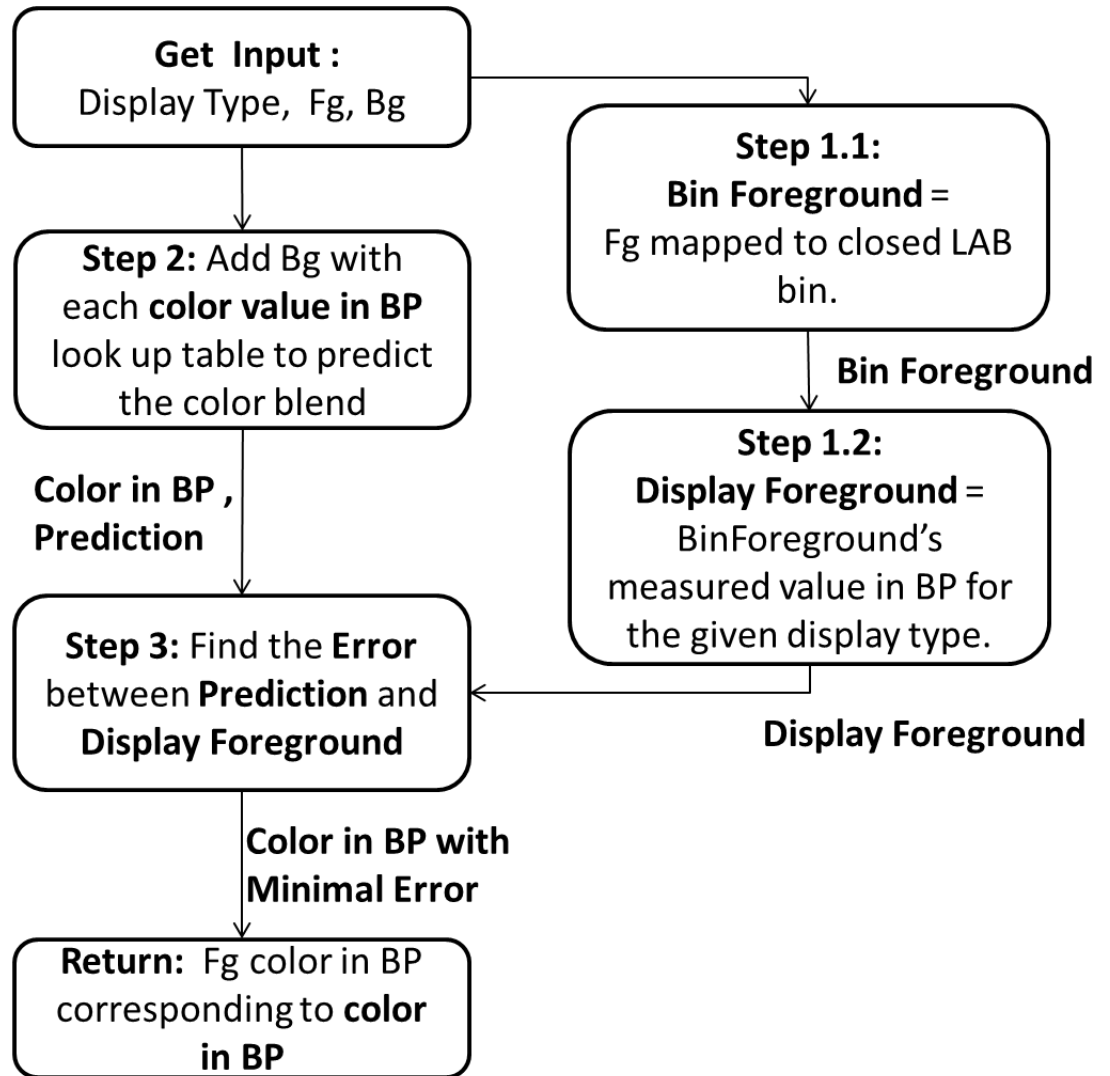 Get Input :
Display Type, Fg, Bg
Step 1.1:
Bin Foreground =
Fg mapped to closed LAB
bin.
Step 2: Add Bg with
each color value in BP
look up table to predict
the color blend
Bin Foreground
Step 1.2:
Display Foreground =
BinForeground’s
measured value in BP for
the given display type.
Color in BP ,
Prediction
Step 3: Find the Error
between Prediction and
Display Foreground
Display Foreground
Color in BP with
Minimal Error
Return: Fg color in BP
corresponding to color
in BP